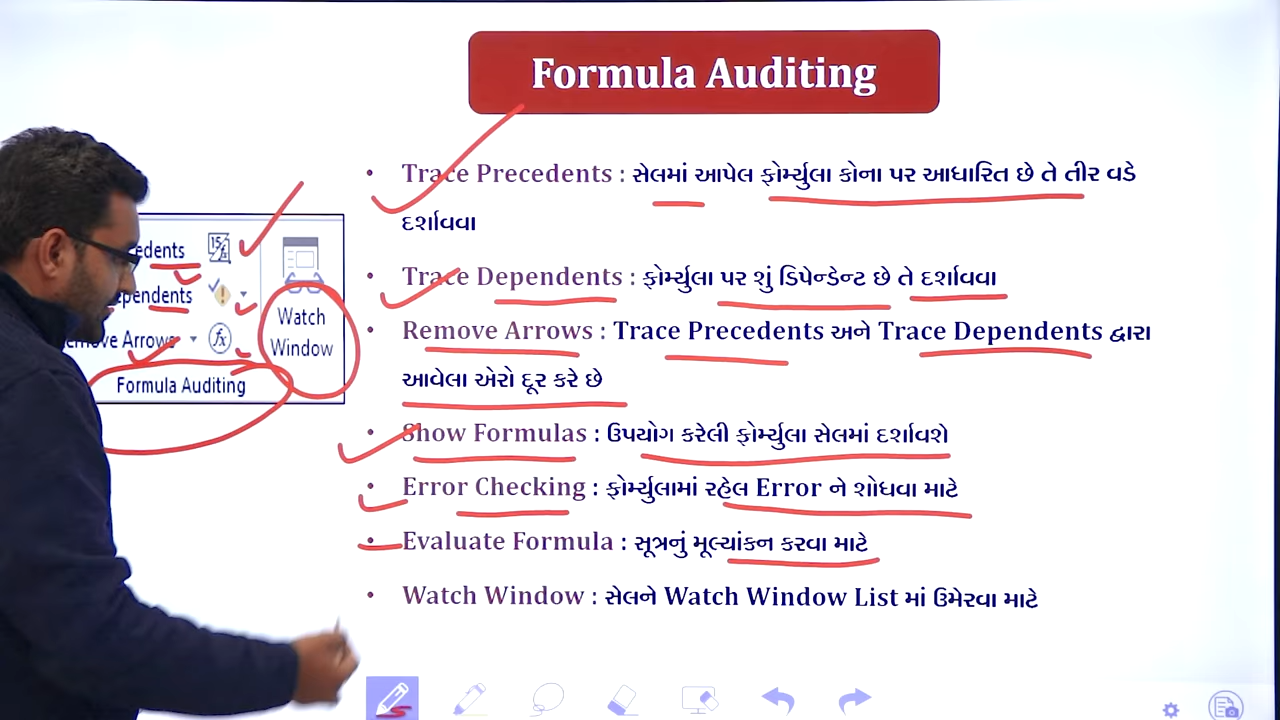 Formula Auditing
• Trace Precedents : સેલમાં આપેલ ફોર્મ્યુલા કોના પર આધારિત છે તે તીર વડે
દર્શાવવા
• Trace Dependents : ફોર્મ્યુલા પર શું ડિપેન્ડેન્ટ છે તે દર્શાવવા
• Remove Arrows : Trace Precedents અને Trace Dependents દ્વારા
આવેલા એરો દૂર કરે છે
• Show Formulas : ઉપયોગ કરેલી ફોર્મ્યુલા સેલમાં દર્શાવશે
• Error Checking : ફોર્મ્યુલામાં રહેલ Error ને શોધવા માટે
• Evaluate Formula : સૂત્રનું મૂલ્યાંકન કરવા માટે
• Watch Window : સેલને Watch Window List માં ઉમેરવા માટે
edents
ependents
move Arrows
fx
Watch
Window
Formula Auditing